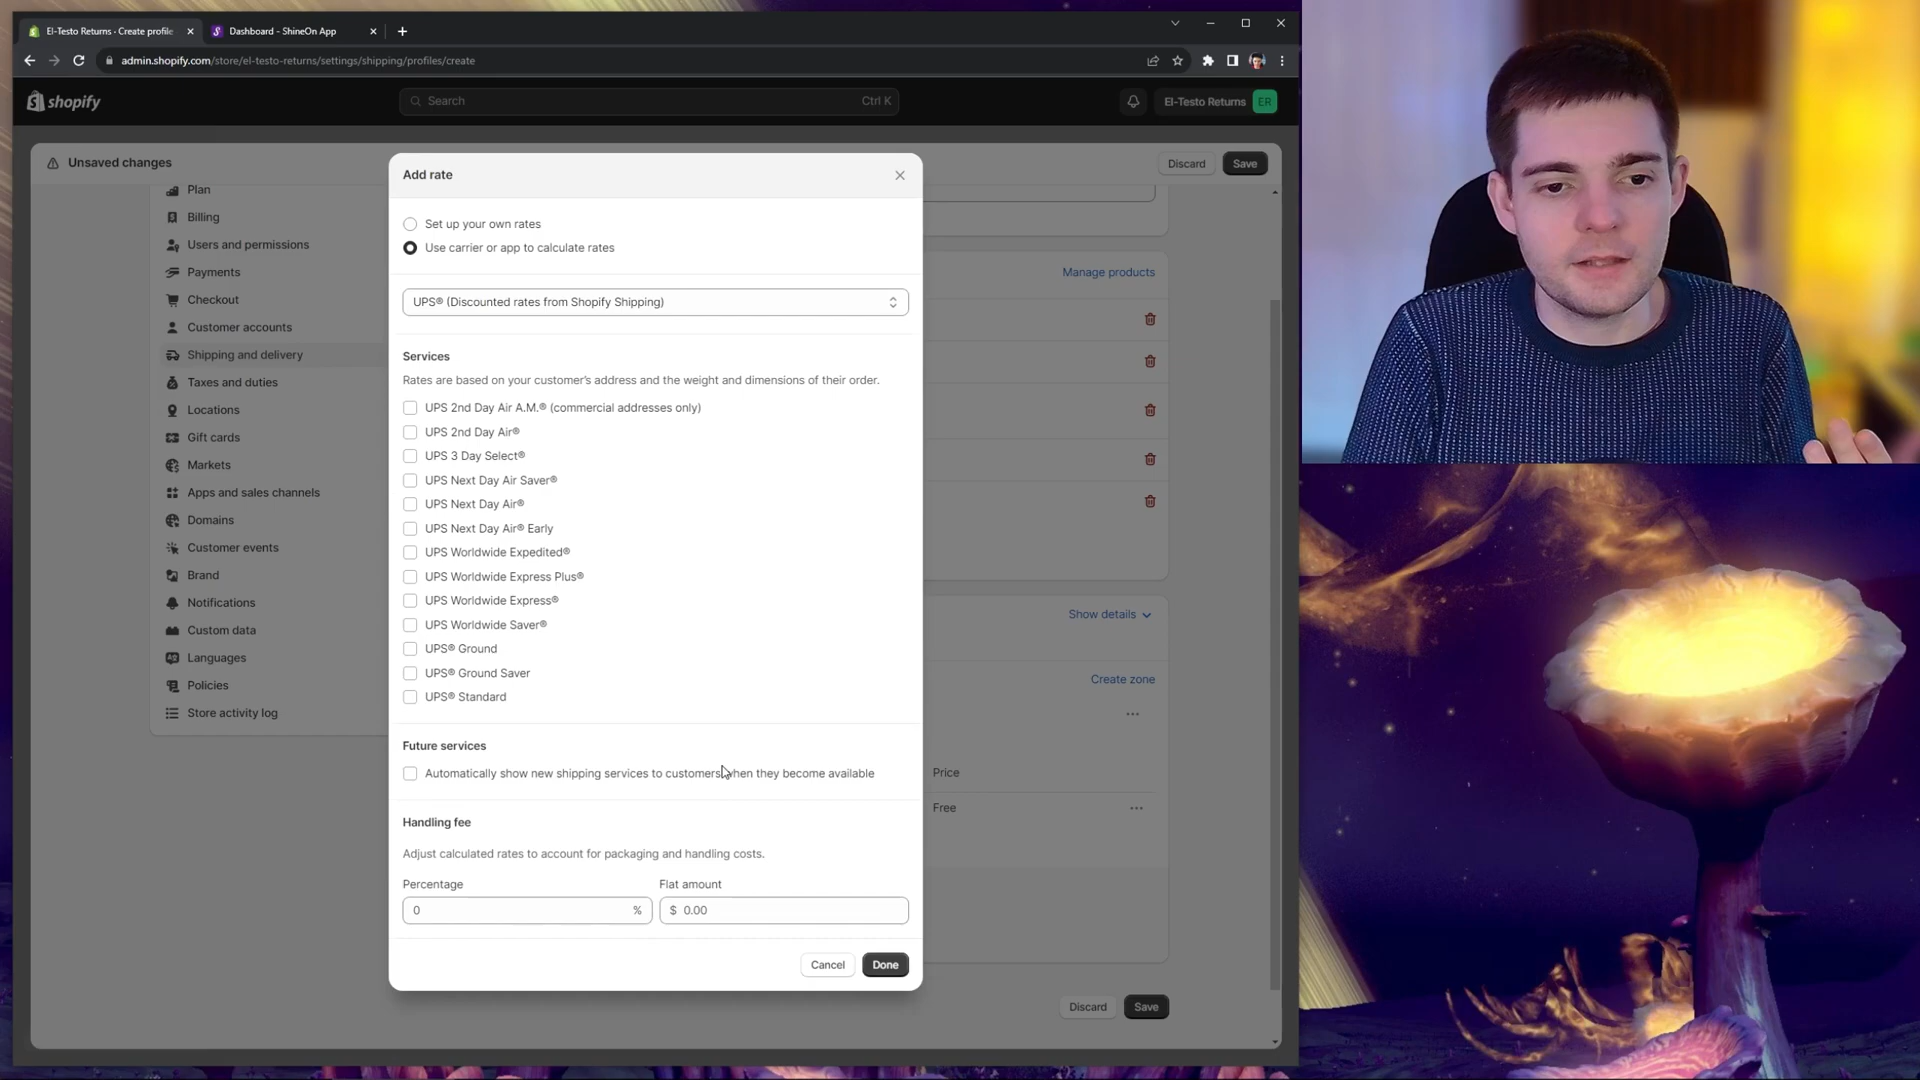 El-Testo Returns · Create profile
Dashboard - ShineOn App
admin.shopify.com/store/el-testo-returns/settings/shipping/profiles/create
shopify
Search
Ctrl K
El-Testo Returns
ER
Unsaved changes
Discard
Save
Plan
Billing
Users and permissions
Payments
Checkout
Customer accounts
Shipping and delivery
Taxes and duties
Locations
Gift cards
Markets
Apps and sales channels
Domains
Customer events
Brand
Notifications
Custom data
Languages
Policies
Store activity log
Add rate
Set up your own rates
Use carrier or app to calculate rates
UPS® (Discounted rates from Shopify Shipping)
Services
Rates are based on your customer's address and the weight and dimensions of their order.
UPS 2nd Day Air A.M.® (commercial addresses only)
UPS 2nd Day Air®
UPS 3 Day Select®
UPS Next Day Air Saver®
UPS Next Day Air®
UPS Next Day Air® Early
UPS Worldwide Expedited®
UPS Worldwide Express Plus®
UPS Worldwide Express®
UPS Worldwide Saver®
UPS® Ground
UPS® Ground Saver
UPS® Standard
Future services
Automatically show new shipping services to customers when they become available
Handling fee
Adjust calculated rates to account for packaging and handling costs.
Percentage
Flat amount
0 %
$ 0.00
Cancel
Done
Manage products
Show details
Create zone
Price
Free
Discard
Save